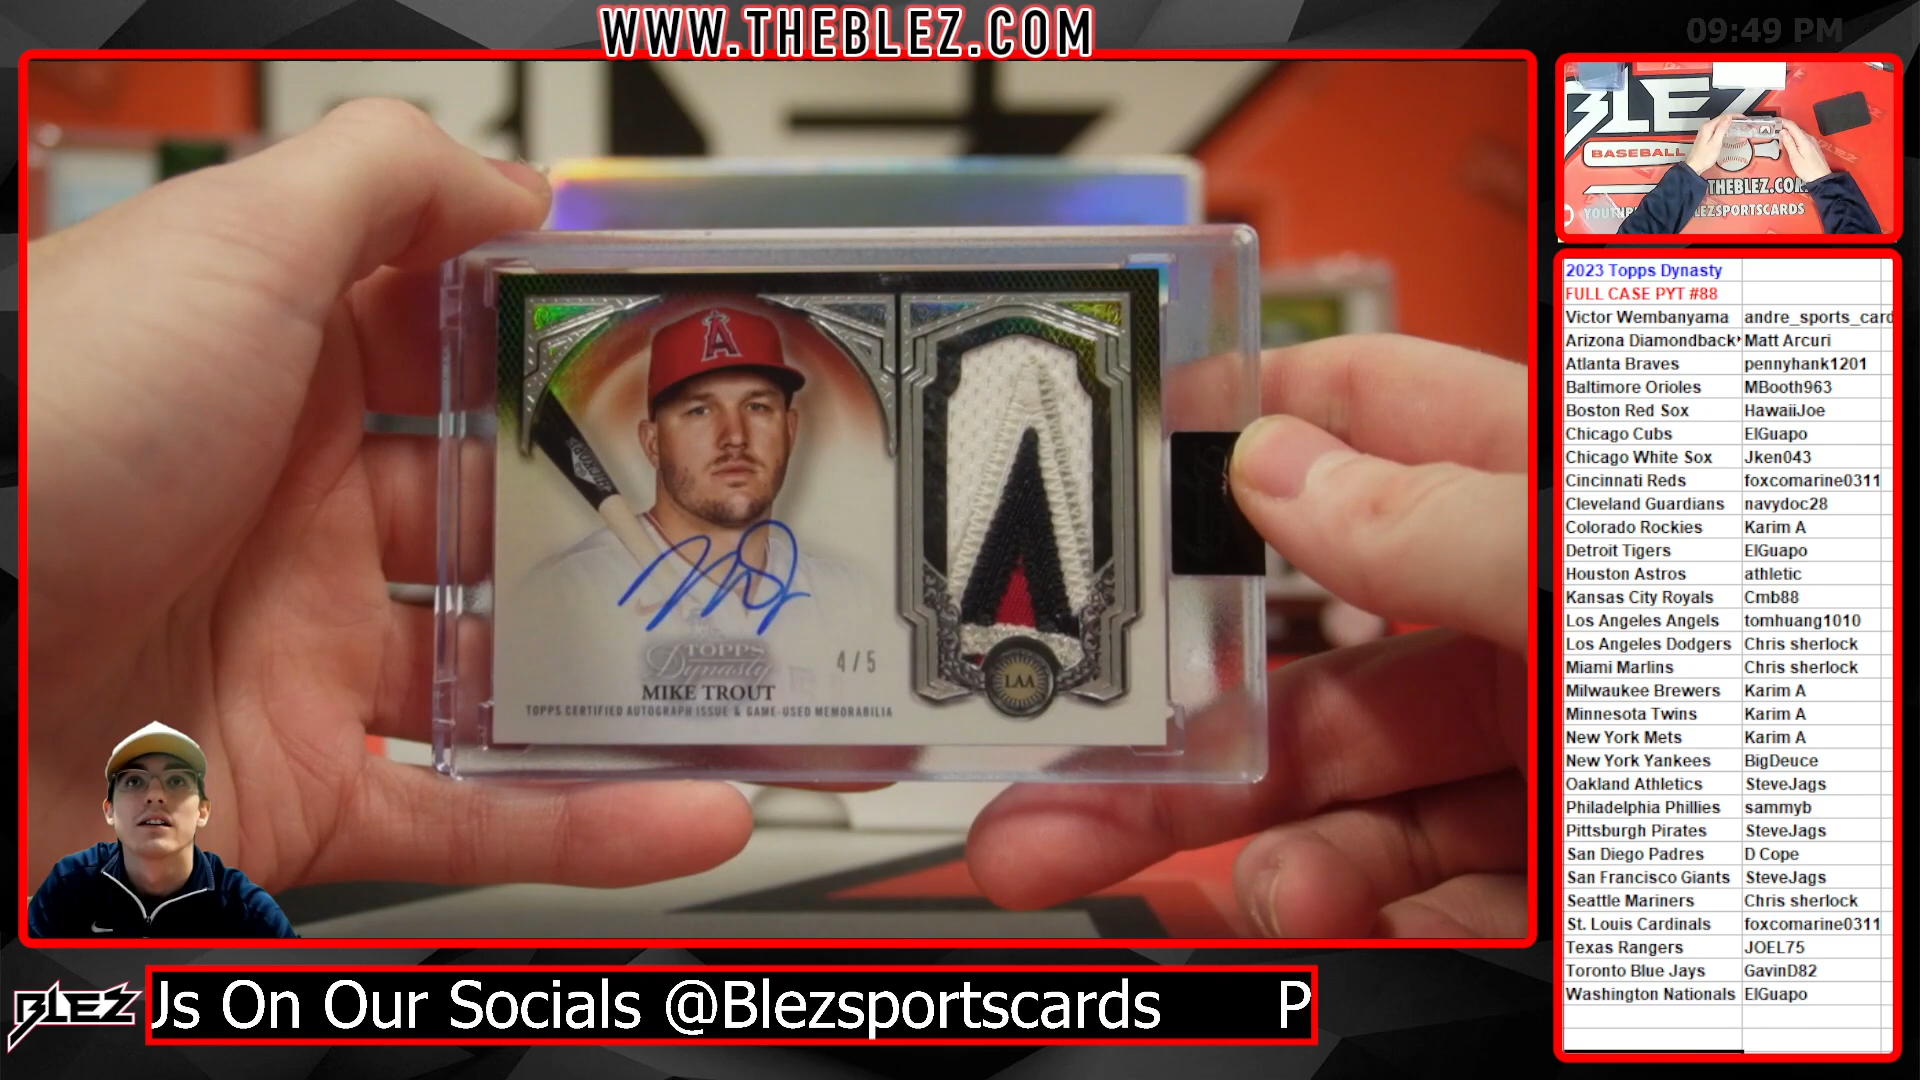 WWW.THEBLEZ.COM
09:49 PM
BLEZ
BASEBALL
THEBLEZ.CO
LEZSPORTSCARDS
A
TOPPS
Dynasty
4/5
MIKE TROUT
LAA
TOPPS CERTIFIED AUTOGRAPH ISSUE & GAME-USED MEMORABILIA
2023 Topps Dynasty
FULL CASE PYT #88
Victor Wembanyama andre_sports_card
Arizona Diamondback Matt Arcuri
Atlanta Braves pennyhank1201
Baltimore Orioles MBooth963
Boston Red Sox HawaiiJoe
Chicago Cubs ElGuapo
Chicago White Sox Jken043
Cincinnati Reds foxcomarine0311
Cleveland Guardians navydoc28
Colorado Rockies Karim A
Detroit Tigers ElGuapo
Houston Astros athletic
Kansas City Royals Cmb88
Los Angeles Angels tomhuang1010
Los Angeles Dodgers Chris sherlock
Miami Marlins Chris sherlock
Milwaukee Brewers Karim A
Minnesota Twins Karim A
New York Mets Karim A
New York Yankees BigDeuce
Oakland Athletics SteveJags
Philadelphia Phillies sammyb
Pittsburgh Pirates SteveJags
San Diego Padres D Cope
San Francisco Giants SteveJags
Seattle Mariners Chris sherlock
St. Louis Cardinals foxcomarine0311
Texas Rangers JOEL75
Toronto Blue Jays GavinD82
Washington Nationals ElGuapo
BLEZ
Us On Our Socials @Blezsportscards P